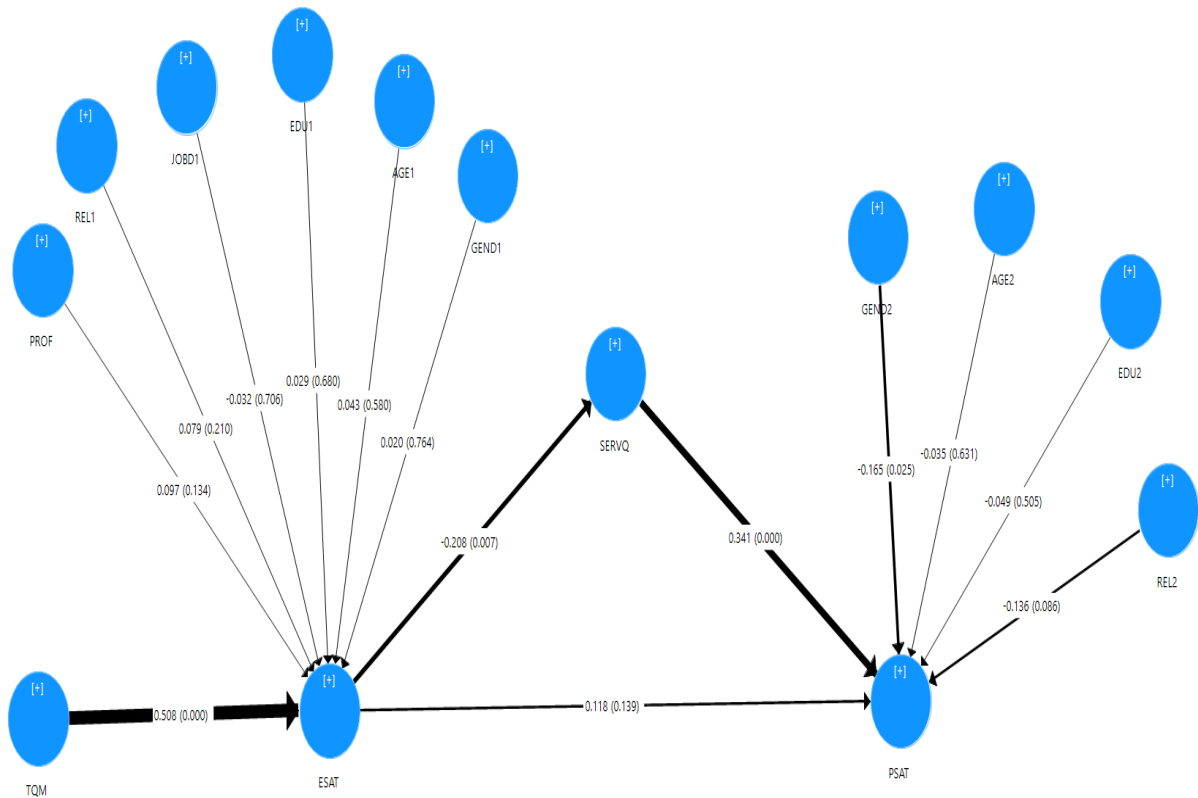 [+]
EDU1
[+]
JOBD1
[+]
AGE1
[+]
REL1
[+]
GEND1
[+]
PROF
[+]
GEND2
[+]
AGE2
[+]
EDU2
[+]
SERVQ
[+]
REL2
0.029 (0.680)
-0.032 (0.706)
0.043 (0.580)
0.079 (0.210)
0.020 (0.764)
0.097 (0.134)
-0.165 (0.025)
-0.035 (0.631)
-0.049 (0.505)
-0.208 (0.007)
0.341 (0.000)
-0.136 (0.086)
[+]
TQM
0.508 (0.000)
[+]
ESAT
0.118 (0.139)
[+]
PSAT